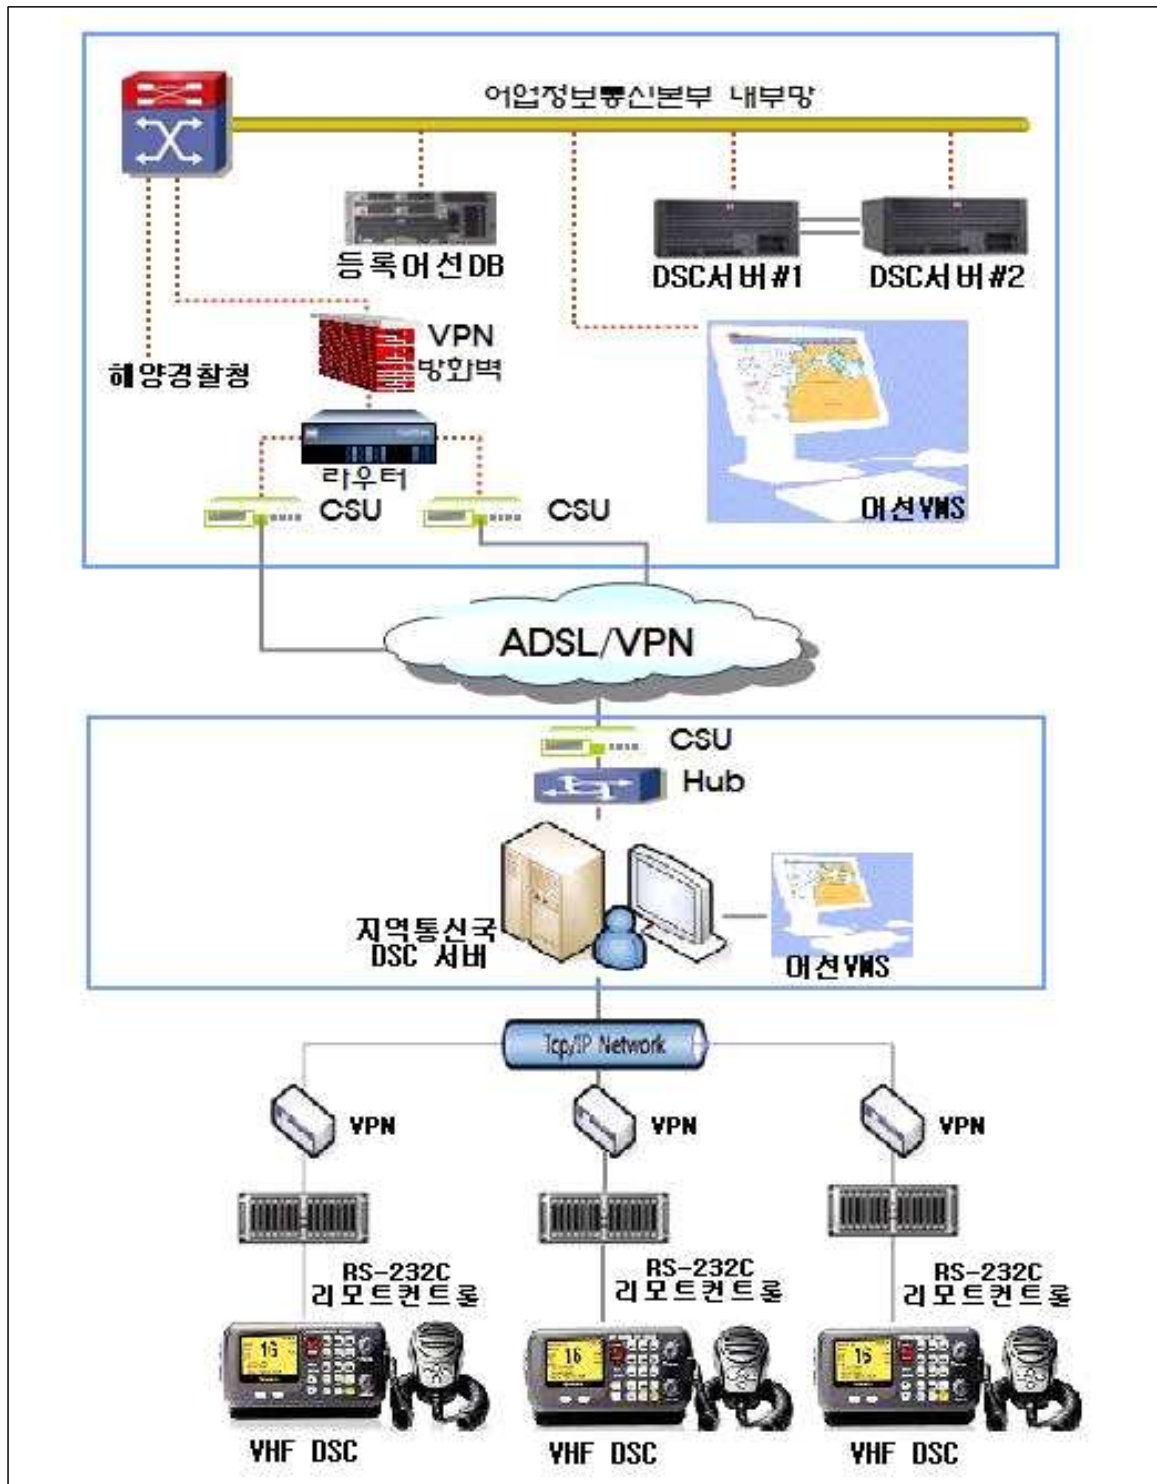 어업정보통신본부 내부망
등록어선DB
DSC서버#1
DSC서버#2
VPN
방화벽
해양경찰청
라우터
CSU
CSU
어선VMS
ADSL/VPN
CSU
Hub
지역통신국
DSC 서버
어선VMS
Tcp/IP Network
VPN
VPN
VPN
RS-232C
리모트컨트롤
RS-232C
리모트컨트롤
RS-232C
리모트컨트롤
16
16
16
VHF DSC
VHF DSC
VHF DSC